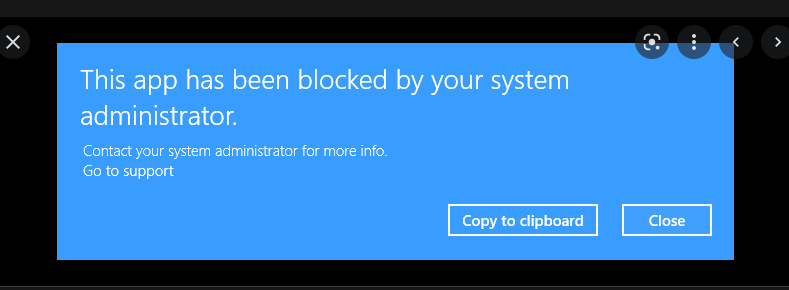 This app has been blocked by your system
administrator.
Contact your system administrator for more info.
Go to support
Copy to clipboard
Close